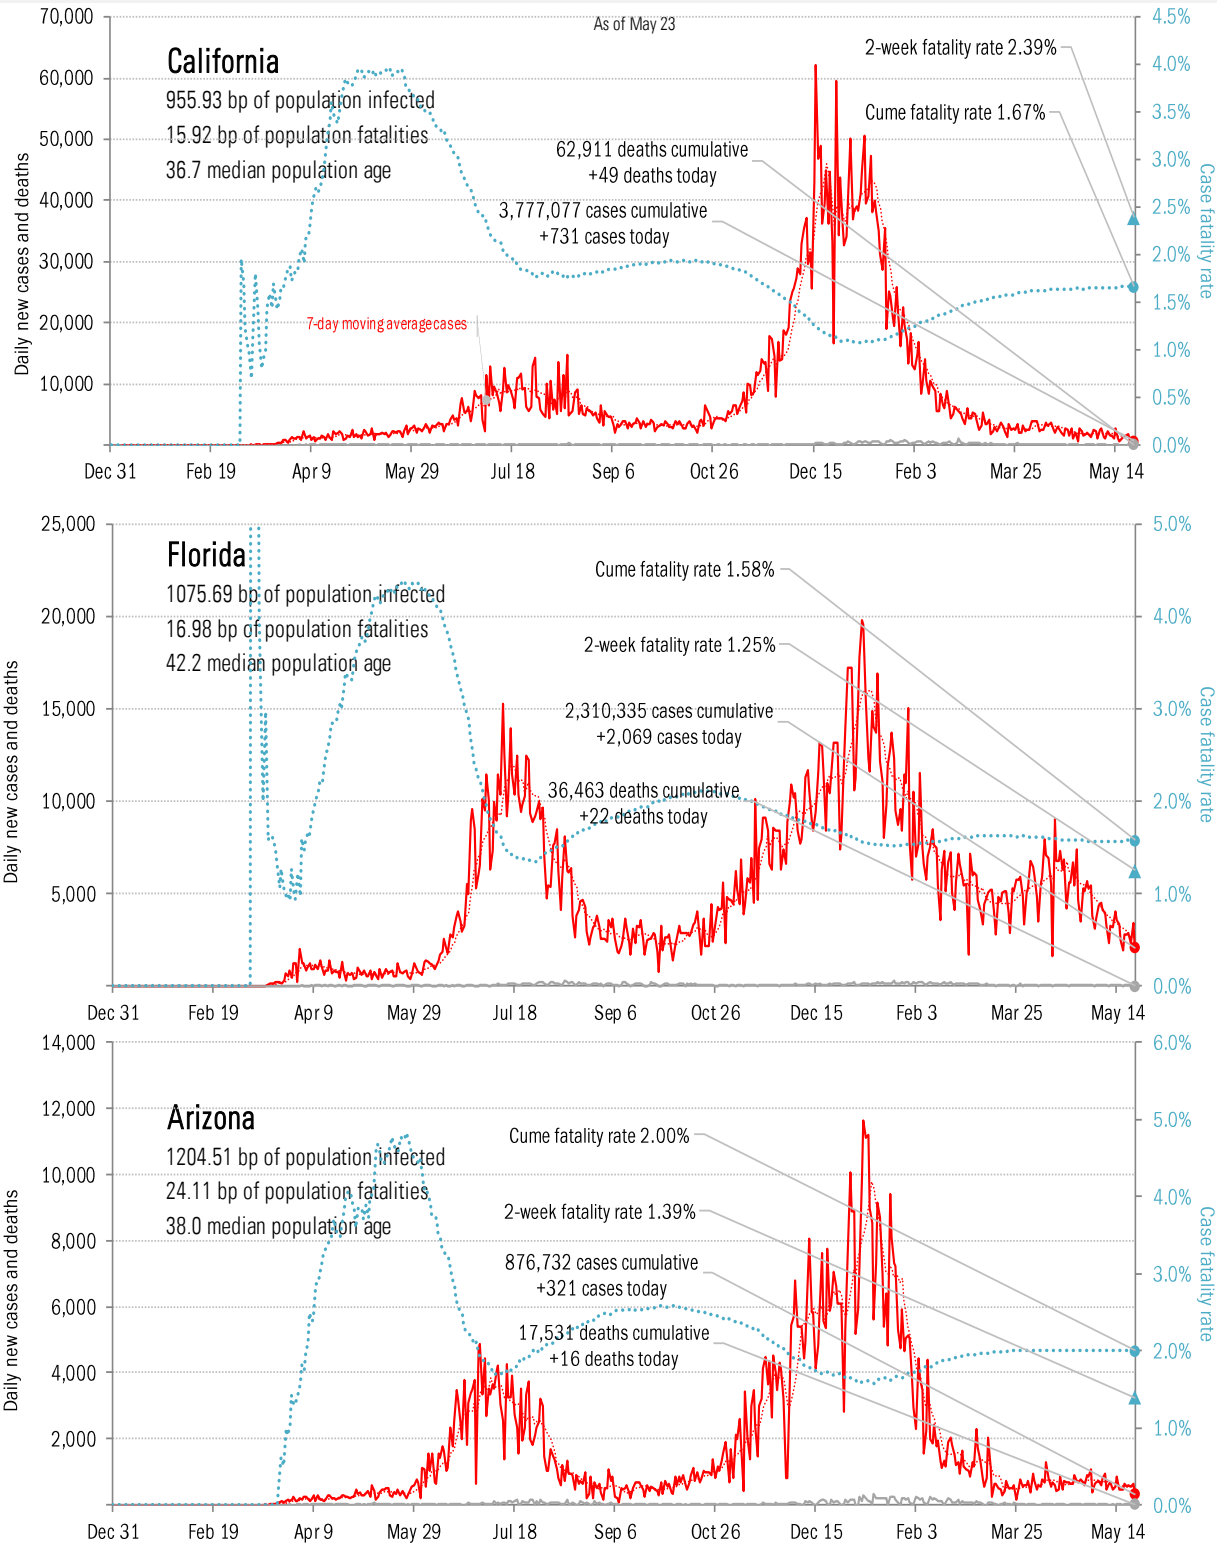 As of May 23
70,000
60,000
50,000
40,000
30,000
20,000
10,000
Daily new cases and deaths
California
955.93 bp of population infected
15.92 bp of population fatalities
36.7 median population age
2-week fatality rate 2.39%
Cume fatality rate 1.67%
62,911 deaths cumulative
+49 deaths today
3,777,077 cases cumulative
+731 cases today
7-day moving average cases
4.5%
4.0%
3.5%
3.0%
2.5%
2.0%
1.5%
1.0%
0.5%
0.0%
Case fatality rate
Dec 31 Feb 19 Apr 9 May 29 Jul 18 Sep 6 Oct 26 Dec 15 Feb 3 Mar 25 May 14
25,000
20,000
15,000
10,000
5,000
Daily new cases and deaths
Florida
1075.69 bp of population infected
16.98 bp of population fatalities
42.2 median population age
Cume fatality rate 1.58%
2-week fatality rate 1.25%
2,310,335 cases cumulative
+2,069 cases today
36,463 deaths cumulative
+22 deaths today
5.0%
4.0%
3.0%
2.0%
1.0%
0.0%
Case fatality rate
Dec 31 Feb 19 Apr 9 May 29 Jul 18 Sep 6 Oct 26 Dec 15 Feb 3 Mar 25 May 14
14,000
12,000
10,000
8,000
6,000
4,000
2,000
Daily new cases and deaths
Arizona
1204.51 bp of population infected
24.11 bp of population fatalities
38.0 median population age
Cume fatality rate 2.00%
2-week fatality rate 1.39%
876,732 cases cumulative
+321 cases today
17,531 deaths cumulative
+16 deaths today
6.0%
5.0%
4.0%
3.0%
2.0%
1.0%
0.0%
Case fatality rate
Dec 31 Feb 19 Apr 9 May 29 Jul 18 Sep 6 Oct 26 Dec 15 Feb 3 Mar 25 May 14